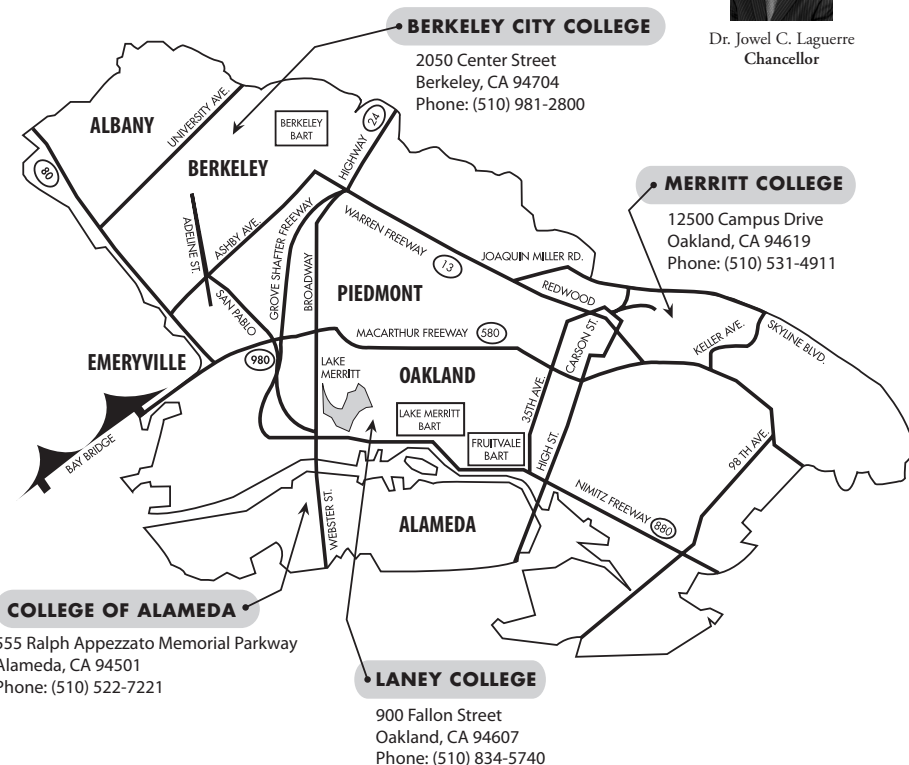 BERKELEY CITY COLLEGE
2050 Center Street
Berkeley, CA 94704
Phone: (510) 981-2800
Dr. Jowel C. Laguerre
Chancellor
ALBANY
UNIVERSITY AVE.
BERKELEY
BART
HIGHWAY
24
80
BERKELEY
MERRITT COLLEGE
12500 Campus Drive
Oakland, CA 94619
Phone: (510) 531-4911
ADELINE ST.
ASHBY AVE.
GROVE SHAFTER FREEWAY
BROADWAY
WARREN FREEWAY
13
JOAQUIN MILLER RD.
REDWOOD
SAN PABLO
PIEDMONT
MACARTHUR FREEWAY
580
CARSON ST.
KELLER AVE.
SKYLINE BLVD.
EMERYVILLE
980
LAKE
MERRITT
OAKLAND
LAKE MERRITT
BART
35TH AVE.
FRUITVALE
BART
HIGH ST.
98 TH AVE.
BAY BRIDGE
NIMITZ FREEWAY
880
WEBSTER ST.
ALAMEDA
COLLEGE OF ALAMEDA
555 Ralph Appezzato Memorial Parkway
Alameda, CA 94501
Phone: (510) 522-7221
LANEY COLLEGE
900 Fallon Street
Oakland, CA 94607
Phone: (510) 834-5740